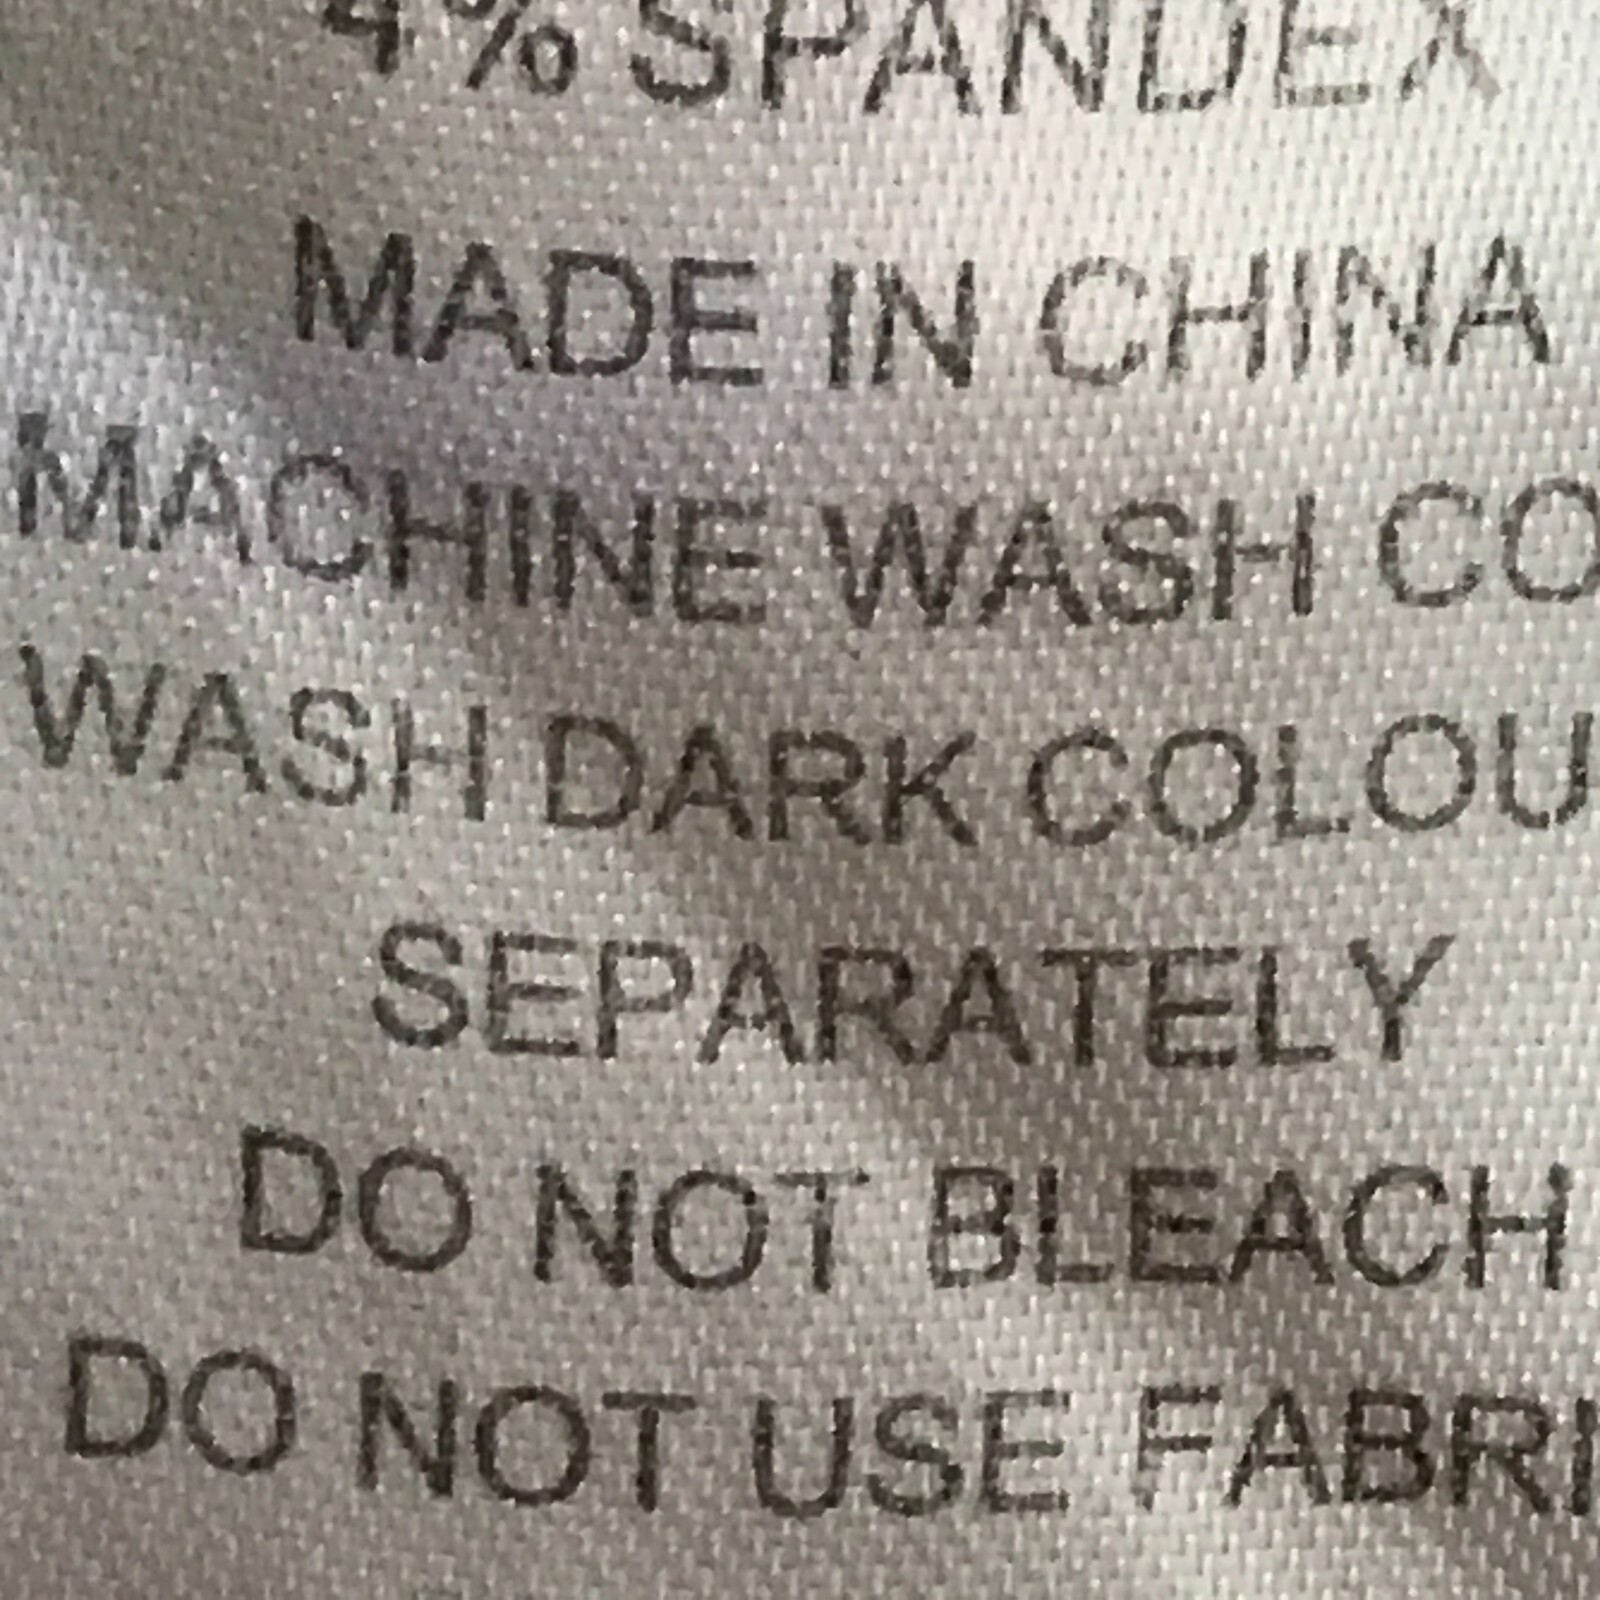 4% SPANDEX
MADE IN CHINA
MACHINE WASH CO
WASH DARK COLOU
SEPARATELY
DO NOT BLEACH
DO NOT USE FABRI